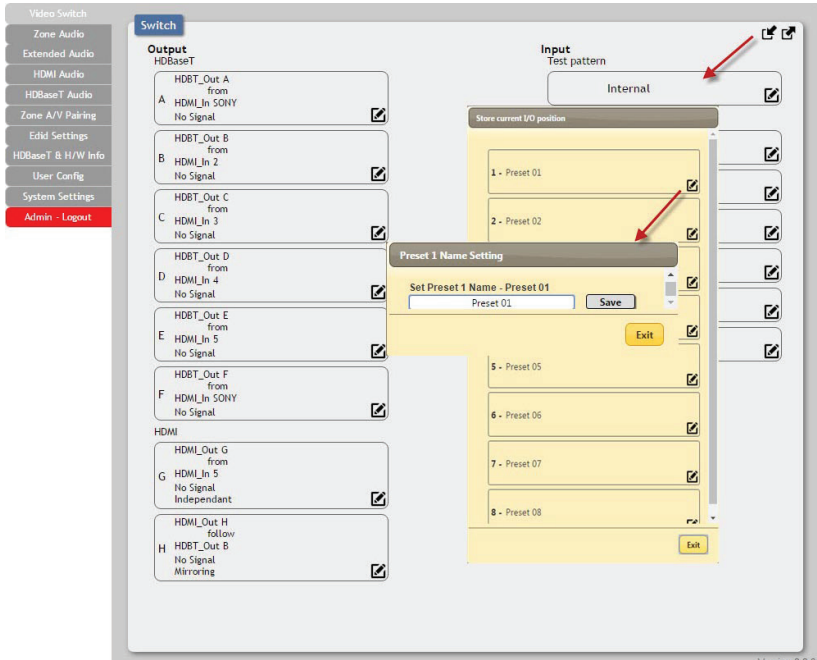 Video Switch
Zone Audio
Extended Audio
HDMI Audio
HDBaseT Audio
Zone A/V Pairing
Edid Settings
HDBaseT & H/W Info
User Config
System Settings
Admin - Logout
Switch
Output
HDBaseT
HDBT_Out A
from
A
HDMI_In SONY
No Signal
HDBT_Out B
from
B
HDMI_In 2
No Signal
HDBT_Out C
from
C
HDMI_In 3
No Signal
HDBT_Out D
from
D
HDMI_In 4
No Signal
HDBT_Out E
from
E
HDMI_In 5
No Signal
HDBT_Out F
from
F
HDMI_In SONY
No Signal
HDMI
HDMI_Out G
from
G
HDMI_In 5
No Signal
Independant
HDMI_Out H
follow
H
HDBT_Out B
No Signal
Mirroring
Input
Test pattern
Internal
Store current I/O position
1 - Preset 01
2 - Preset 02
Preset 1 Name Setting
Set Preset 1 Name - Preset 01
Preset 01
Save
Exit
5 - Preset 05
6 - Preset 06
7 - Preset 07
8 - Preset 08
Exit